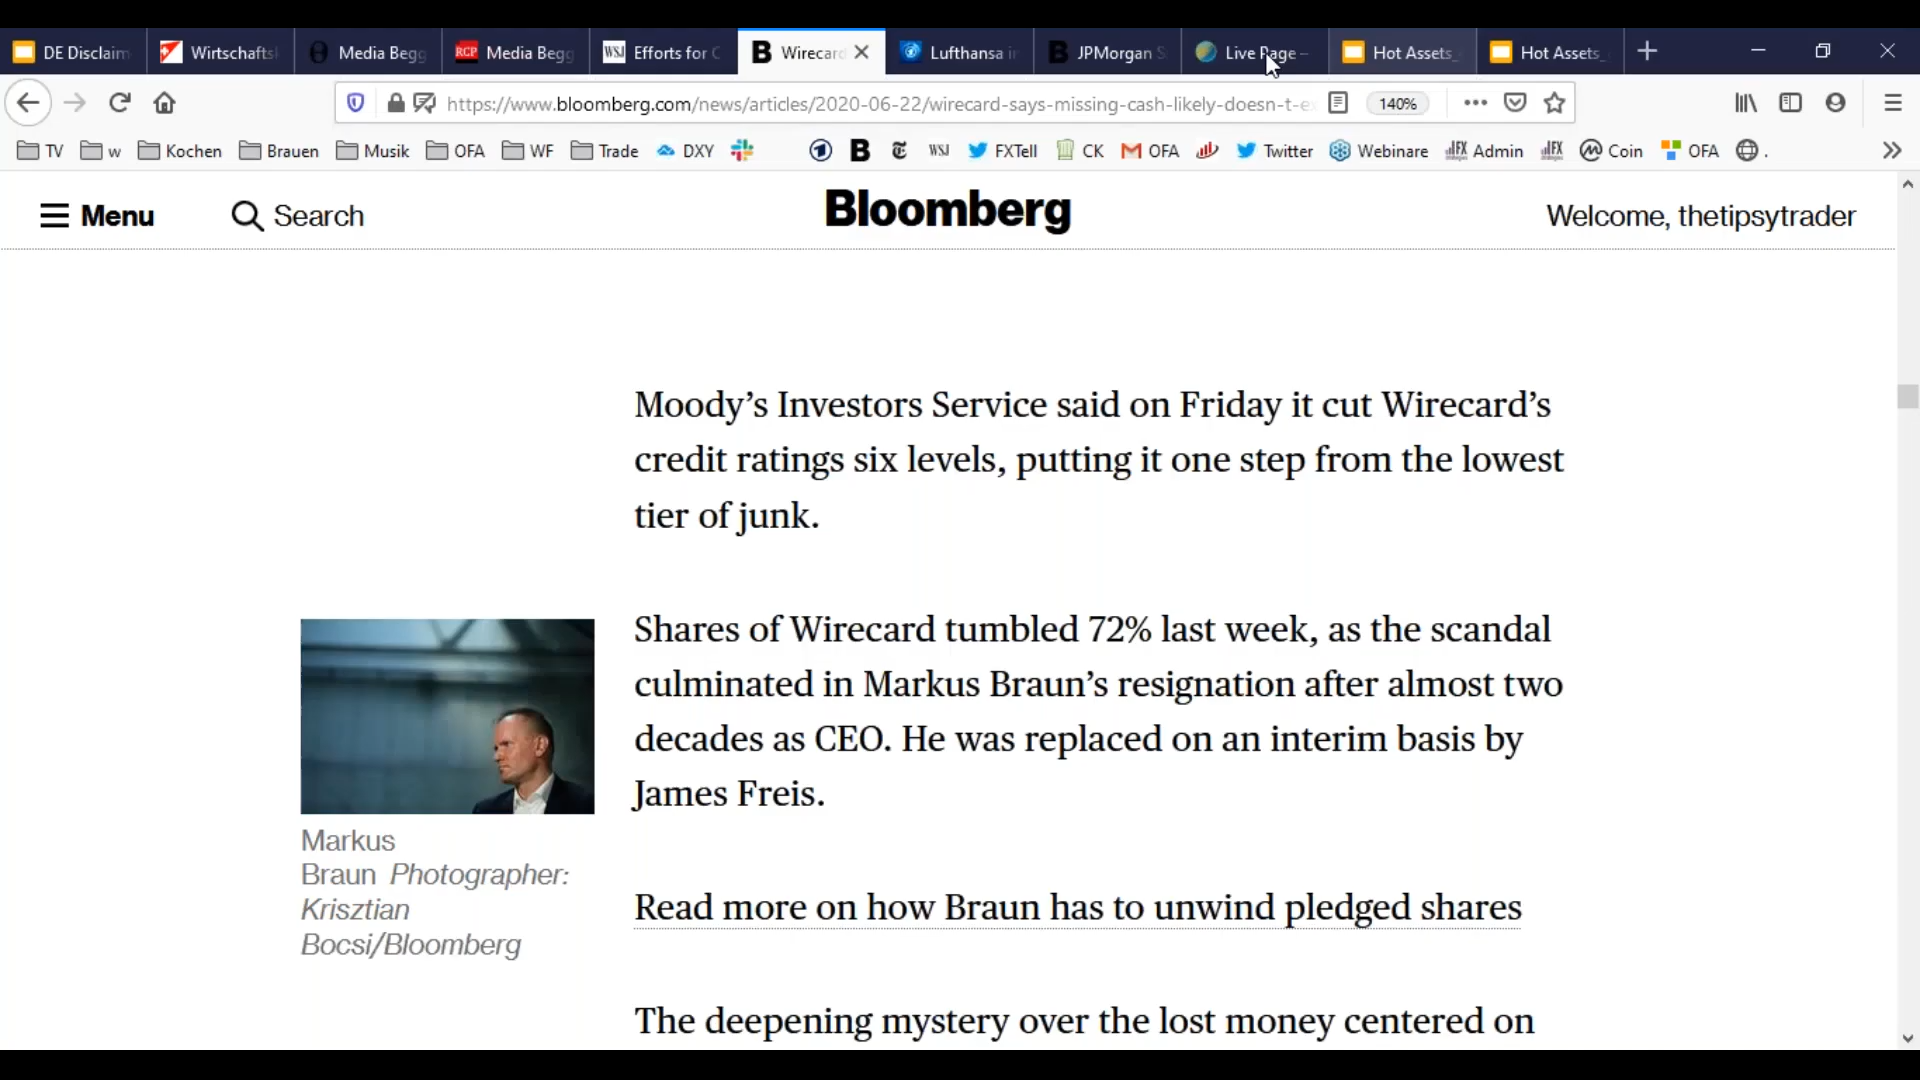 DE Disclaim
Wirtschafts
Media Begg
RCP Media Begg
WSJ Efforts for C
B Wirecard
Lufthansa in
JPMorgan S
Live Page –
Hot Assets_
Hot Assets_
https://www.bloomberg.com/news/articles/2020-06-22/wirecard-says-missing-cash-likely-doesn-t-ex
140%
TV
w
Kochen
Brauen
Musik
OFA
WF
Trade
DXY
B
WSJ
FXTell
CK
OFA
Twitter
Webinare
Admin
Coin
OFA
.
Menu
Search
Bloomberg
Welcome, thetipsytrader
Moody’s Investors Service said on Friday it cut Wirecard’s
credit ratings six levels, putting it one step from the lowest
tier of junk.
Shares of Wirecard tumbled 72% last week, as the scandal
culminated in Markus Braun’s resignation after almost two
decades as CEO. He was replaced on an interim basis by
James Freis.
Markus
Braun Photographer:
Krisztian
Bocsi/Bloomberg
Read more on how Braun has to unwind pledged shares
The deepening mystery over the lost money centered on